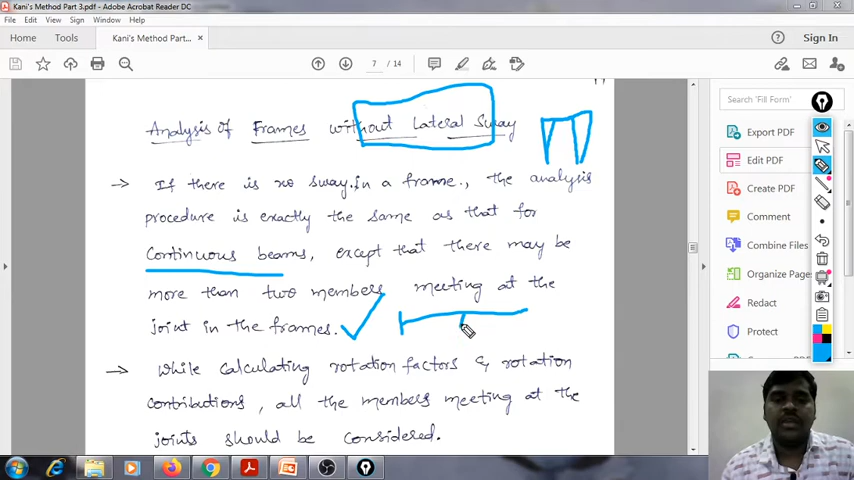 Kani's Method Part 3.pdf - Adobe Acrobat Reader DC
File Edit View Sign Window Help
Home Tools Kani's Method Part... × Sign In
7 / 14
Search 'Fill Form'
Export PDF
Edit PDF
Create PDF
Comment
Combine Files
Organize Pages
Redact
Protect
Analysis of Frames without Lateral Sway
→ If there is no sway in a frame, the analysis
procedure is exactly the same as that for
Continuous beams, except that there may be
more than two members meeting at the
joint in the frames.
→ While calculating rotation factors & rotation
contributions, all the members meeting at the
joints should be considered.